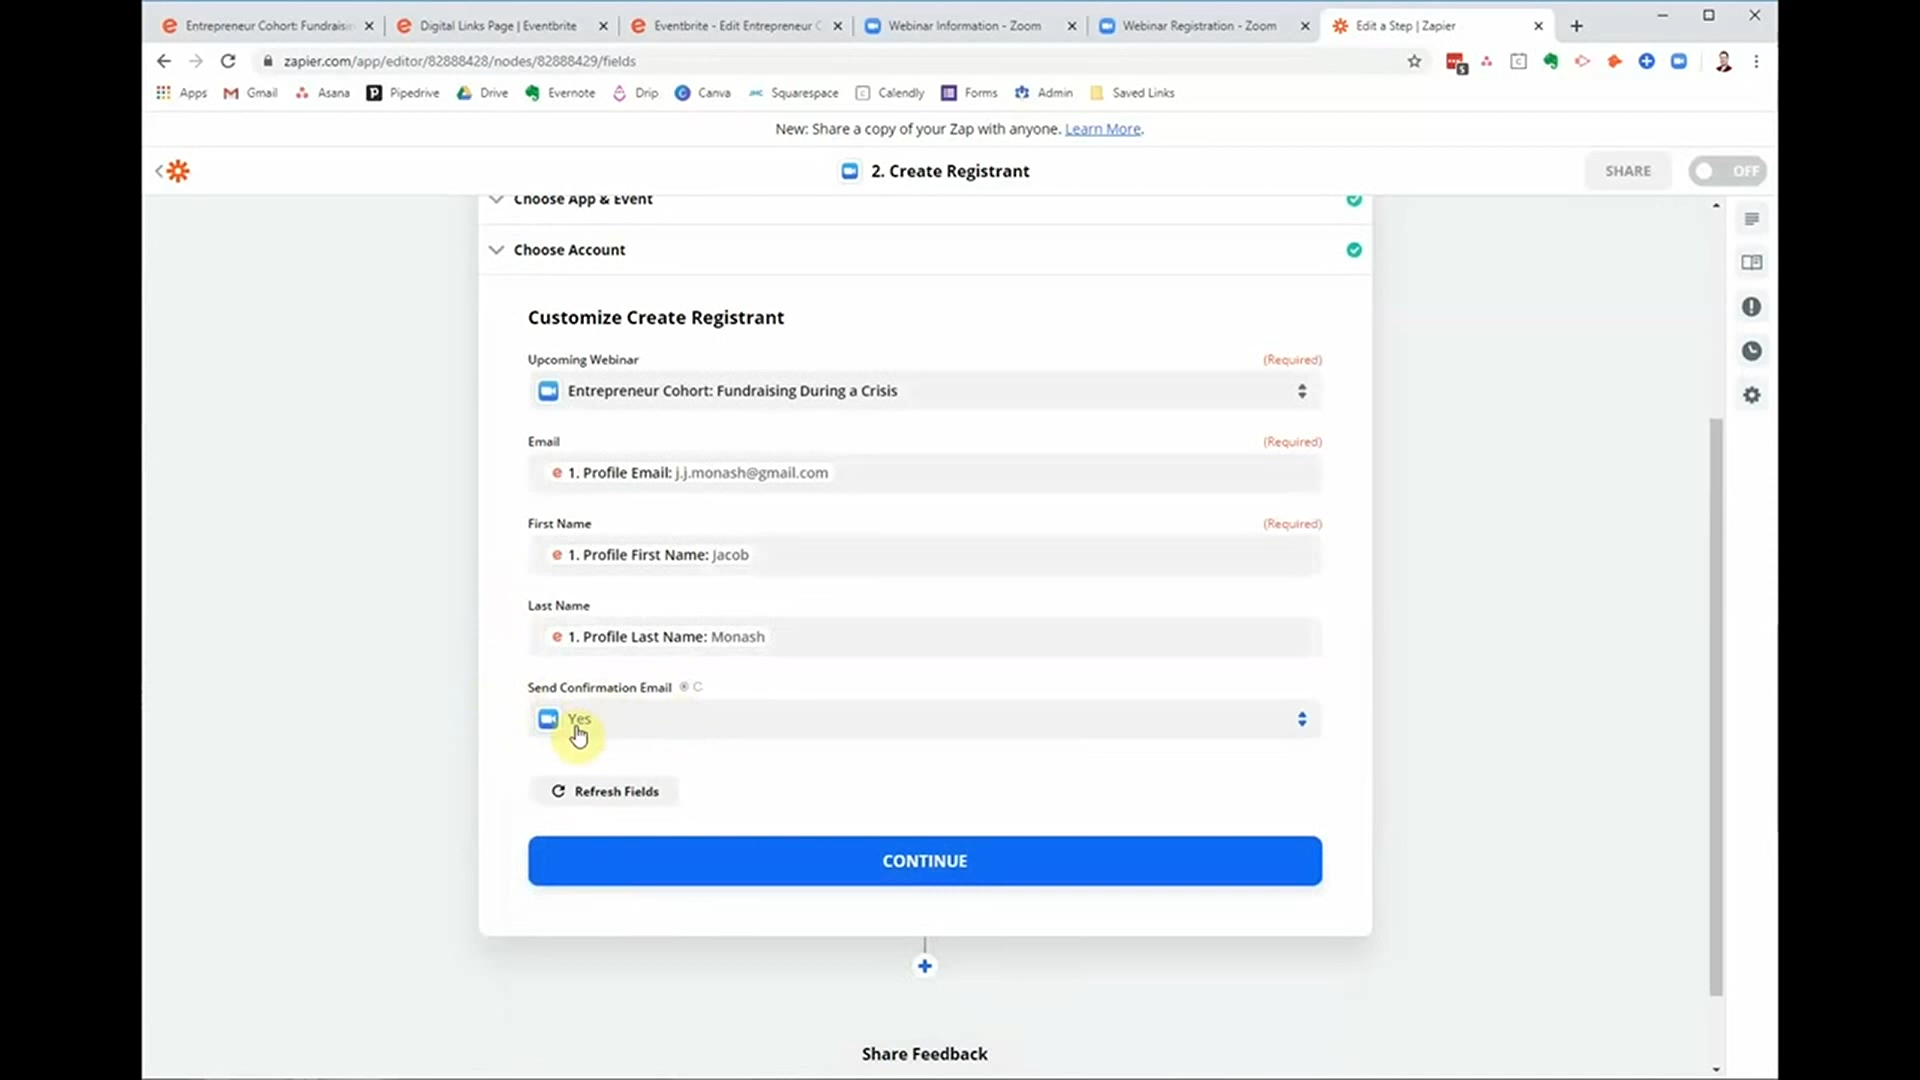 Entrepreneur Cohort: Fundraisin
Digital Links Page | Eventbrite
Eventbrite - Edit Entrepreneur C
Webinar Information - Zoom
Webinar Registration - Zoom
Edit a Step | Zapier
zapier.com/app/editor/82888428/nodes/82888429/fields
Apps
Gmail
Asana
Pipedrive
Drive
Evernote
Drip
Canva
Squarespace
Calendly
Forms
Admin
Saved Links
New: Share a copy of your Zap with anyone. Learn More.
2. Create Registrant
SHARE
OFF
Choose App & Event
Choose Account
Customize Create Registrant
Upcoming Webinar
(Required)
Entrepreneur Cohort: Fundraising During a Crisis
Email
(Required)
1. Profile Email: j.j.monash@gmail.com
First Name
(Required)
1. Profile First Name: Jacob
Last Name
1. Profile Last Name: Monash
Send Confirmation Email
Yes
Refresh Fields
CONTINUE
Share Feedback